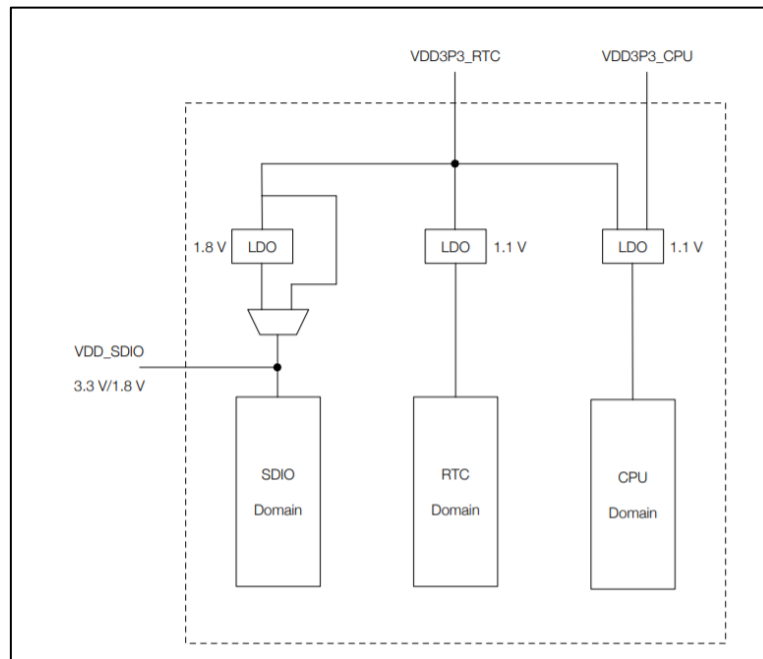 VDD3P3_RTC
VDD3P3_CPU
1.8 V
LDO
LDO
1.1 V
LDO
1.1 V
VDD_SDIO
3.3 V/1.8 V
SDIO
Domain
RTC
Domain
CPU
Domain